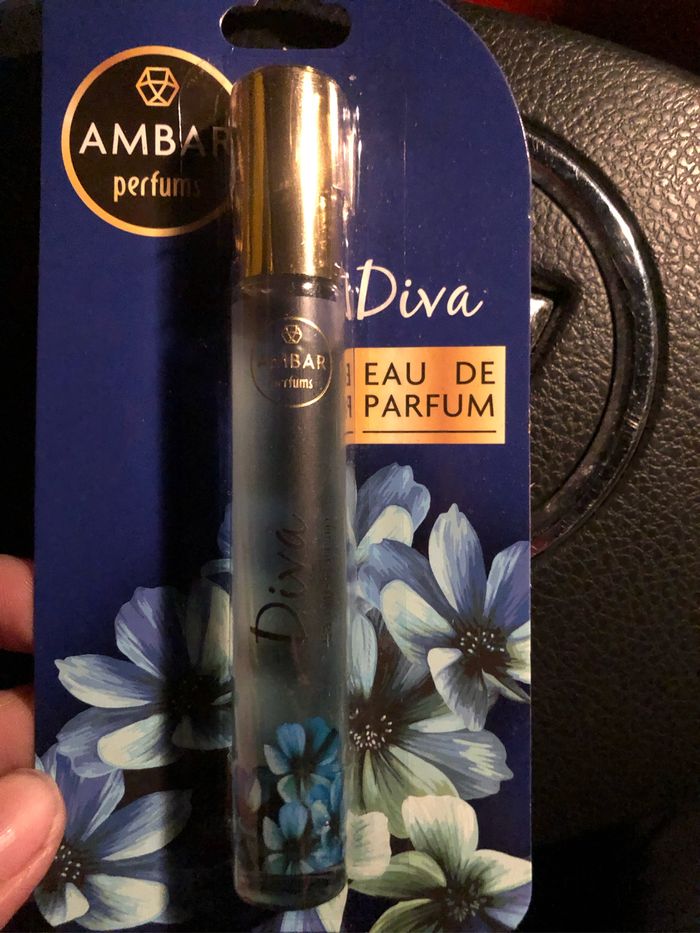 AMBAR
perfums
Diva
EAU DE
PARFUM
AMBAR
perfums
Diva